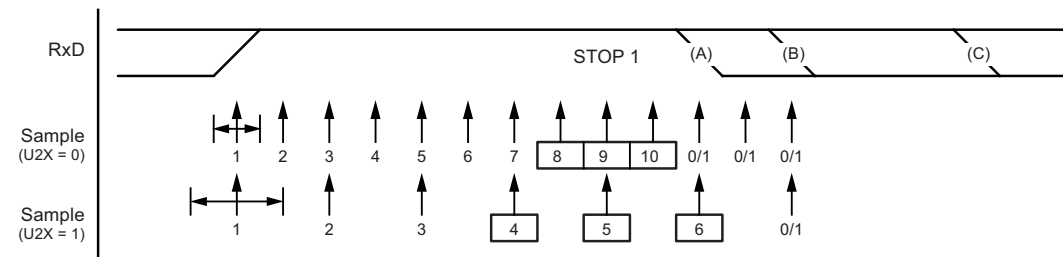 RxD
STOP 1
(A)
(B)
(C)
Sample
(U2X = 0)
1 2 3 4 5 6 7 8 9 10 0/1 0/1 0/1
Sample
(U2X = 1)
1 2 3 4 5 6 0/1